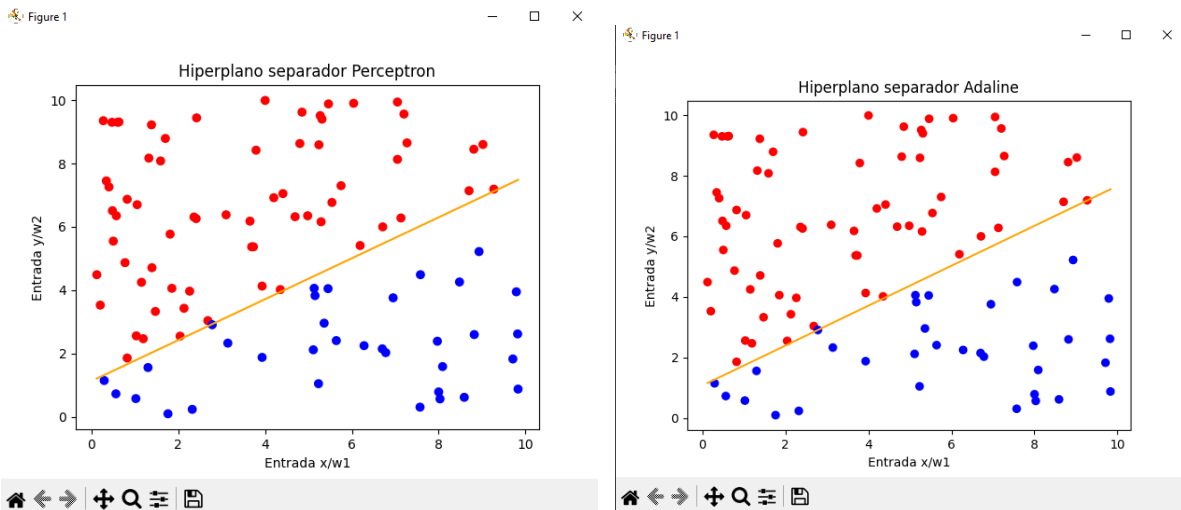 Figure 1
Hiperplano separador Perceptron
10
8
6
4
2
0
Entrada y/w2
0 2 4 6 8 10
Entrada x/w1
Figure 1
Hiperplano separador Adaline
10
8
6
4
2
0
Entrada y/w2
0 2 4 6 8 10
Entrada x/w1